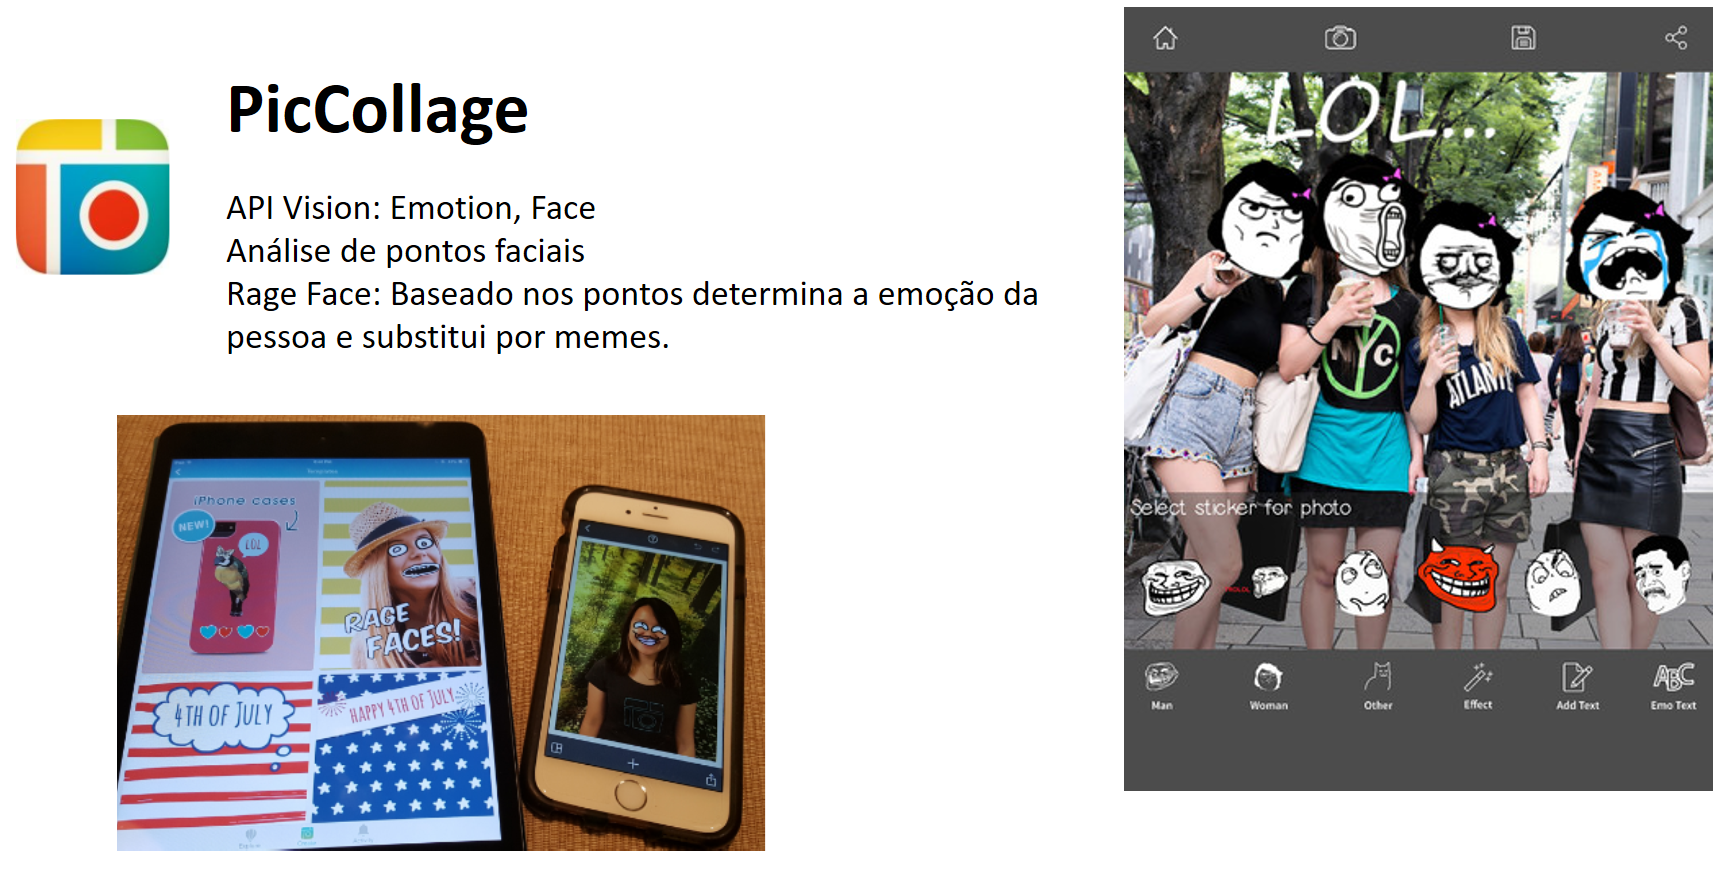 PicCollage
API Vision: Emotion, Face
Análise de pontos faciais
Rage Face: Baseado nos pontos determina a emoção da
pessoa e substitui por memes.
iPhone cases
NEW!
LOL
RAGE
FACES!
4TH OF JULY
HAPPY 4TH OF JULY
LOL...
NYC
ATLANT
Select sticker for photo
Man
Woman
Other
Effect
Add Text
ABC
Emo Text